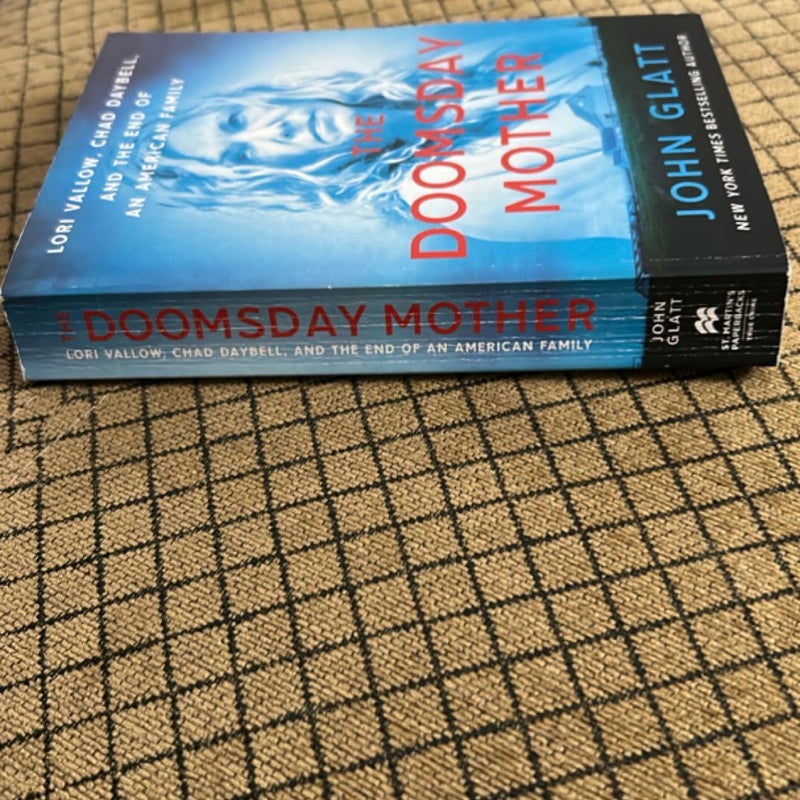 LORI VALLOW, CHAD DAYBELL,
AND THE END OF
AN AMERICAN FAMILY
THE
DOOMSDAY
MOTHER
JOHN GLATT
NEW YORK TIMES BESTSELLING AUTHOR
THE DOOMSDAY MOTHER
LORI VALLOW, CHAD DAYBELL, AND THE END OF AN AMERICAN FAMILY
JOHN
GLATT
ST. MARTIN'S
PAPERBACKS
TRUE CRIME